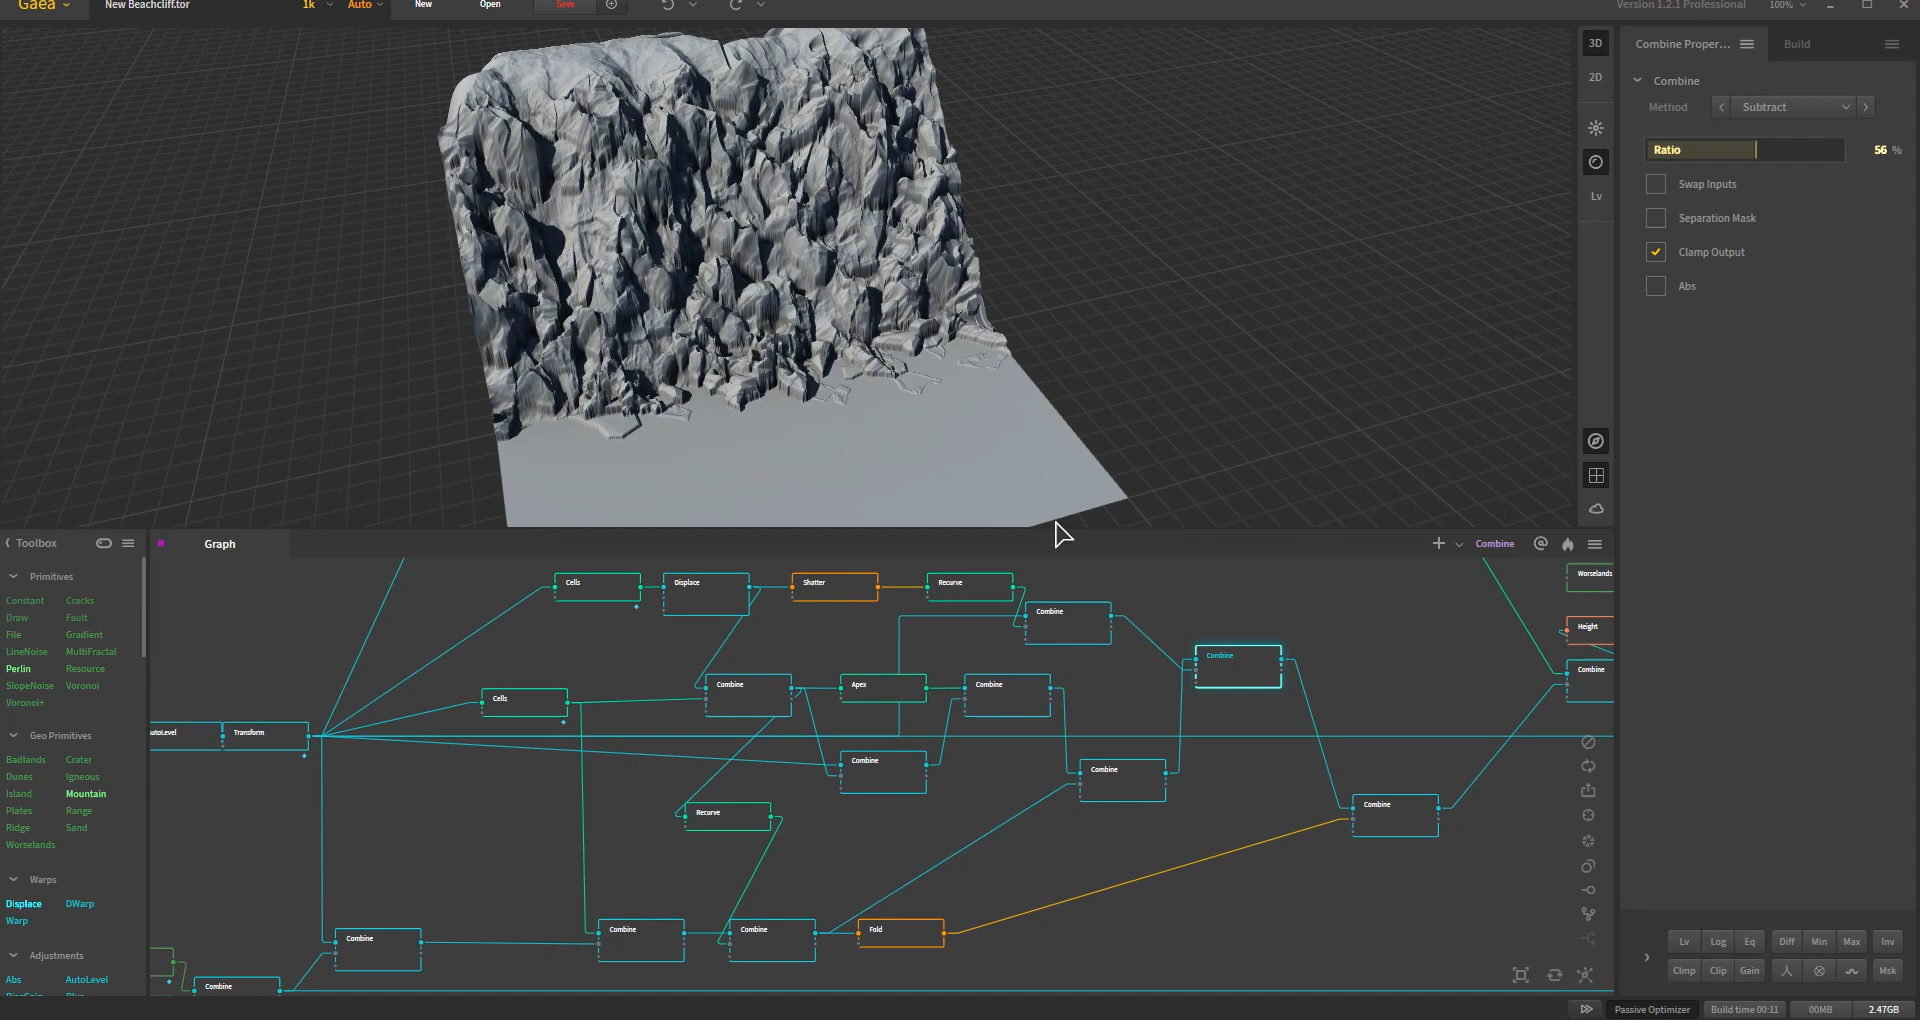 Gaea
New Beachcliff.tor
1k
Auto
New
Open
Save
Version 1.2.1 Professional
100%
3D
2D
Lv
Combine Proper...
Build
Combine
Method
Subtract
Ratio
56 %
Swap Inputs
Separation Mask
Clamp Output
Abs
Toolbox
Graph
Combine
Primitives
Constant Cracks
Draw Fault
File Gradient
LineNoise MultiFractal
Perlin Resource
SlopeNoise Voronoi
Voronoi+
Geo Primitives
Badlands Crater
Dunes Igneous
Island Mountain
Plates Range
Ridge Sand
Worselands
Warps
Displace DWarp
Warp
Adjustments
Abs AutoLevel
Cells
Displace
Shatter
Recurve
Combine
Worselands
Height
Combine
Combine
Cells
Combine
Apex
Combine
utoLevel
Transform
Combine
Combine
Recurve
Combine
Combine
Combine
Combine
Fold
Combine
Lv Log Eq Diff Min Max Inv
Clmp Clip Gain Msk
Passive Optimizer
Build time 00:11
00MB
2.47GB